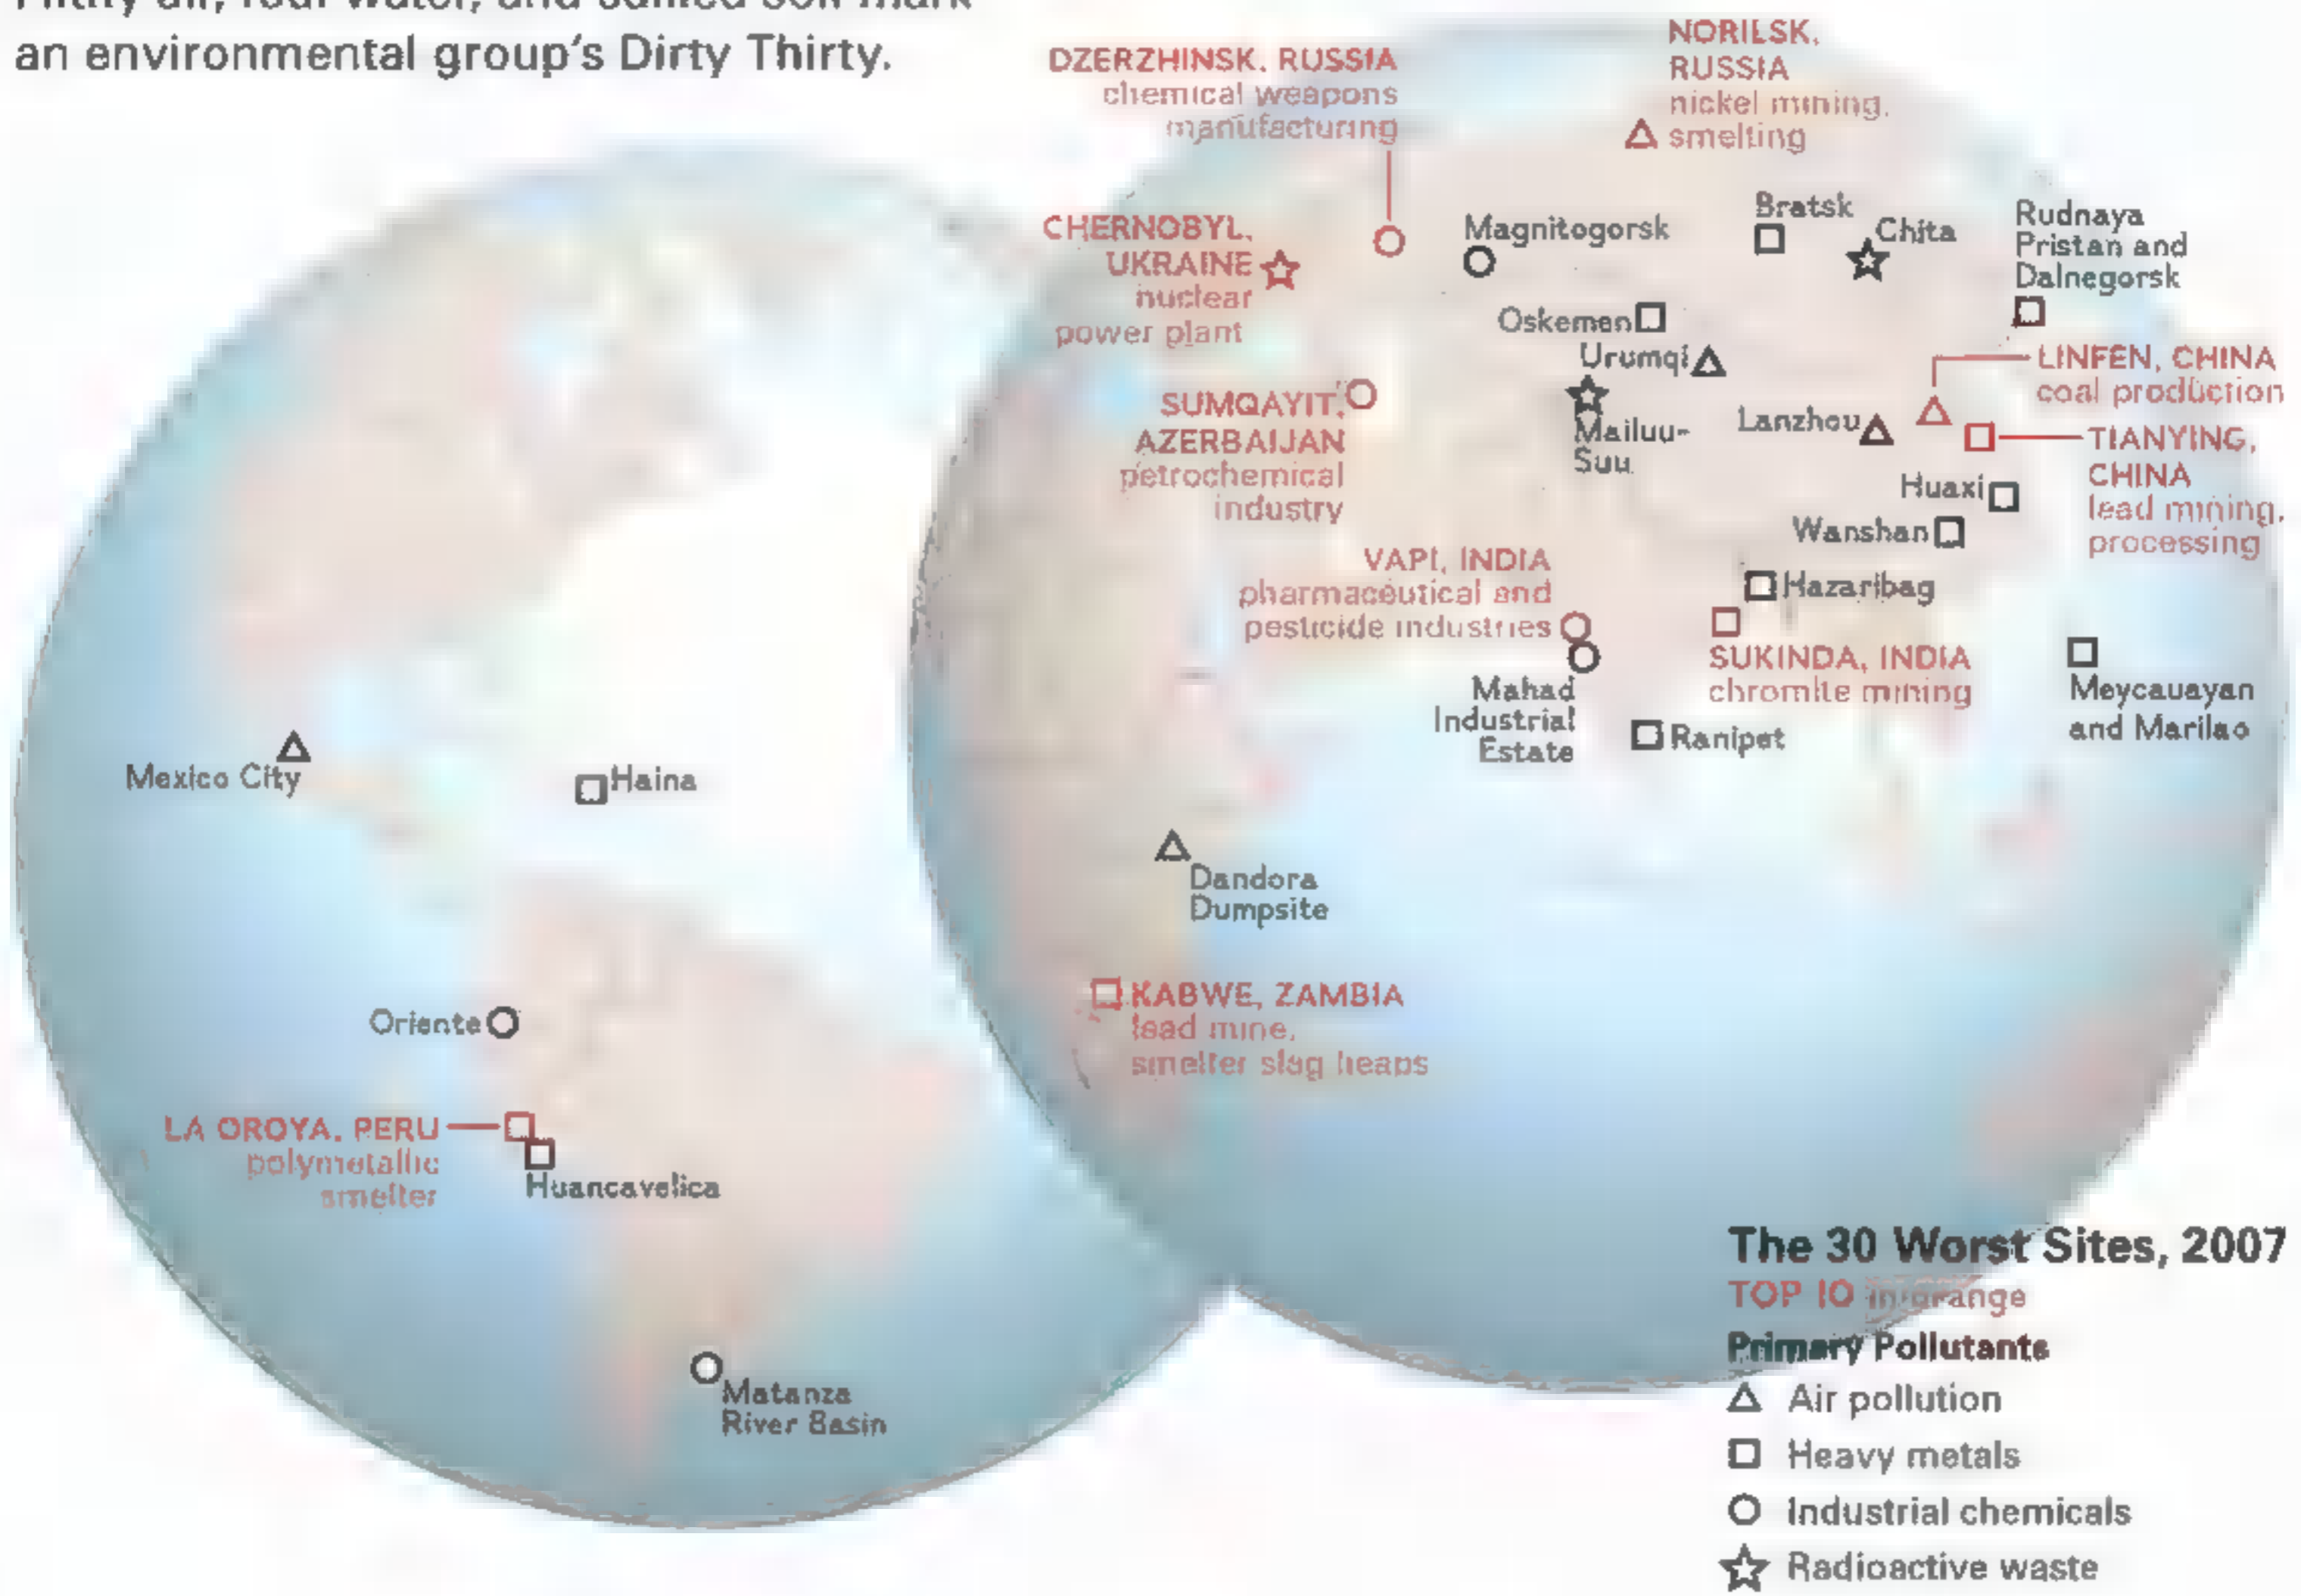 an environmental group's Dirty Thirty.
DZERZHINSK, RUSSIA
chemical weapons
manufacturing
NORILSK,
RUSSIA
nickel mining,
smelting
CHERNOBYL,
UKRAINE
nuclear
power plant
Magnitogorsk
Bratsk
Chita
Rudnaya
Pristan and
Dalnegorsk
Oskemen
Urumqi
LINFEN, CHINA
coal production
SUMQAYIT,
AZERBAIJAN
petrochemical
industry
Mailuu-
Suu
Lanzhou
TIANYING,
CHINA
lead mining,
processing
Huaxi
Wanshan
VAPI, INDIA
pharmaceutical and
pesticide industries
Hazaribag
SUKINDA, INDIA
chromite mining
Mahad
Industrial
Estate
Ranipet
Meycauayan
and Marilao
Mexico City
Haina
Dandora
Dumpsite
KABWE, ZAMBIA
lead mine,
smelter slag heaps
Oriente
LA OROYA, PERU
polymetallic
smelter
Huancavelica
Matanza
River Basin
The 30 Worst Sites, 2007
TOP 10 in orange
Primary Pollutants
Air pollution
Heavy metals
Industrial chemicals
Radioactive waste